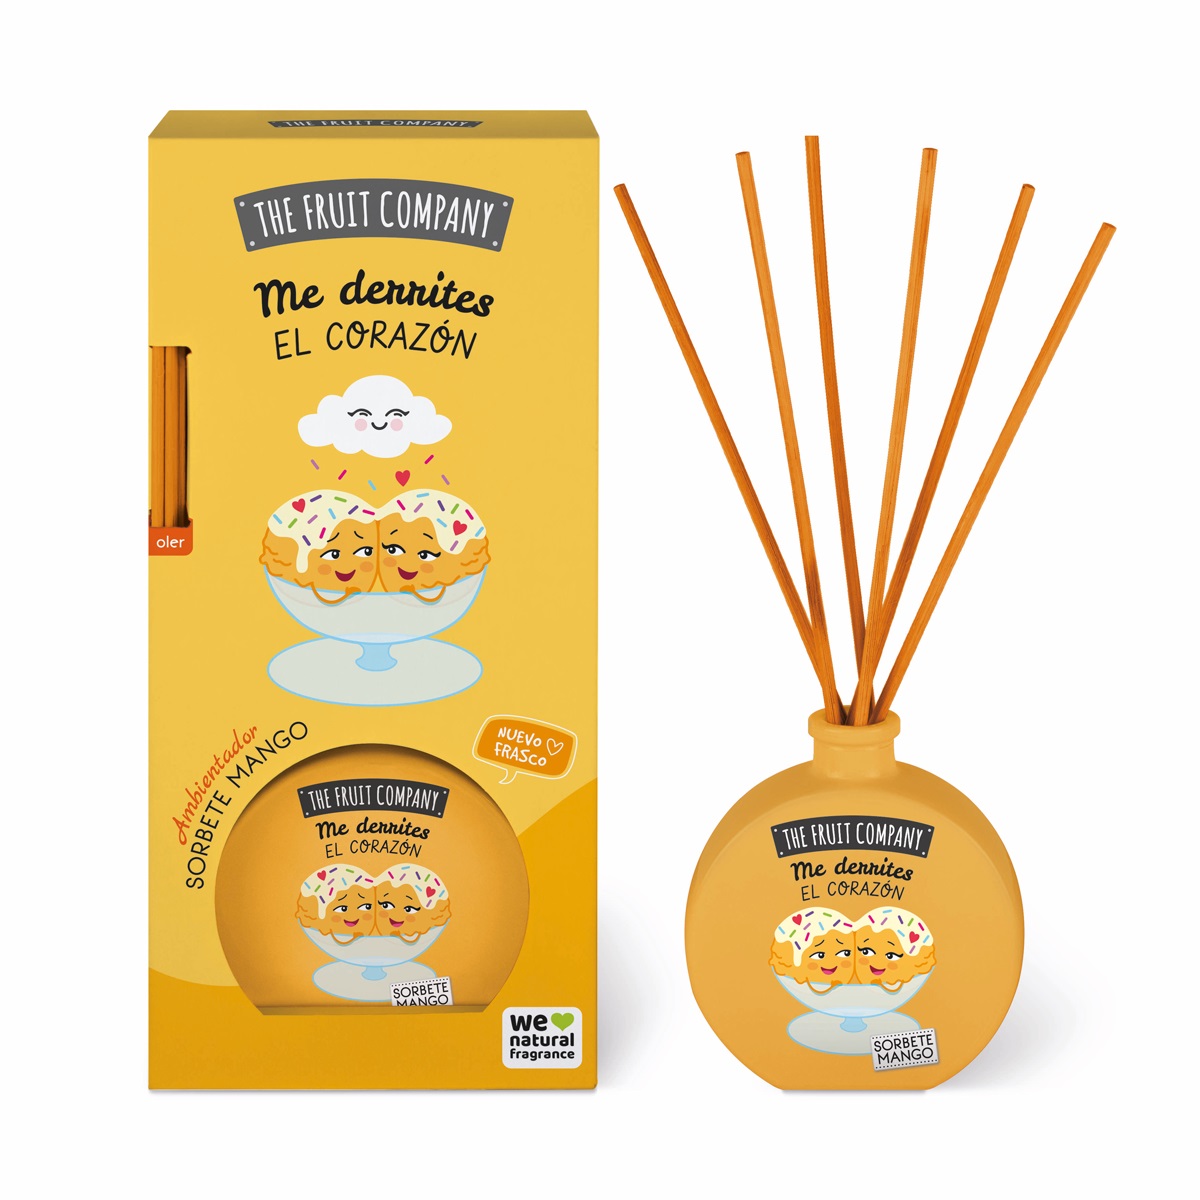 THE FRUIT COMPANY
THE FRUIT COMPANY
Me derrites
EL CORAZÓN
oler
Ambientador
SORBETE MANGO
NUEVO
FRASCO
THE FRUIT COMPANY
Me derrites
EL CORAZÓN
SORBETE
MANGO
we
natural
fragrance
THE FRUIT COMPANY
Me derrites
EL CORAZÓN
SORBETE
MANGO